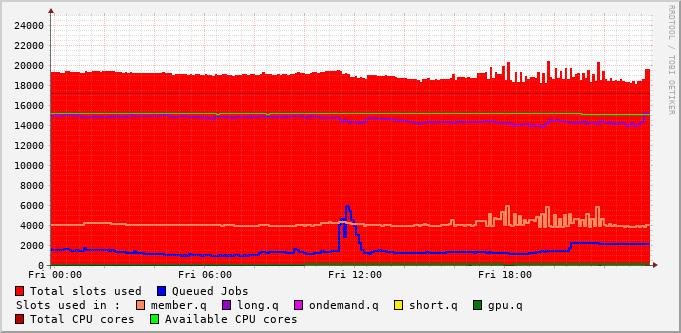 24000
22000
20000
18000
16000
14000
12000
10000
8000
6000
4000
2000
0
Fri 00:00 Fri 06:00 Fri 12:00 Fri 18:00
Total slots used Queued Jobs
Slots used in : member.q long.q ondemand.q short.q gpu.q
Total CPU cores Available CPU cores
RRDTOOL / TOBI OETIKER